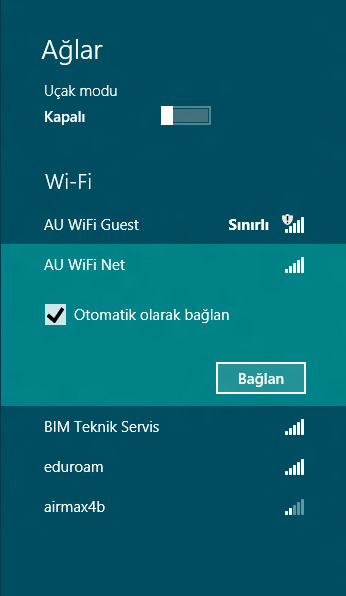 Ağlar
Uçak modu
Kapalı
Wi-Fi
AU WiFi Guest Sınırlı
AU WiFi Net
Otomatik olarak bağlan
Bağlan
BIM Teknik Servis
eduroam
airmax4b